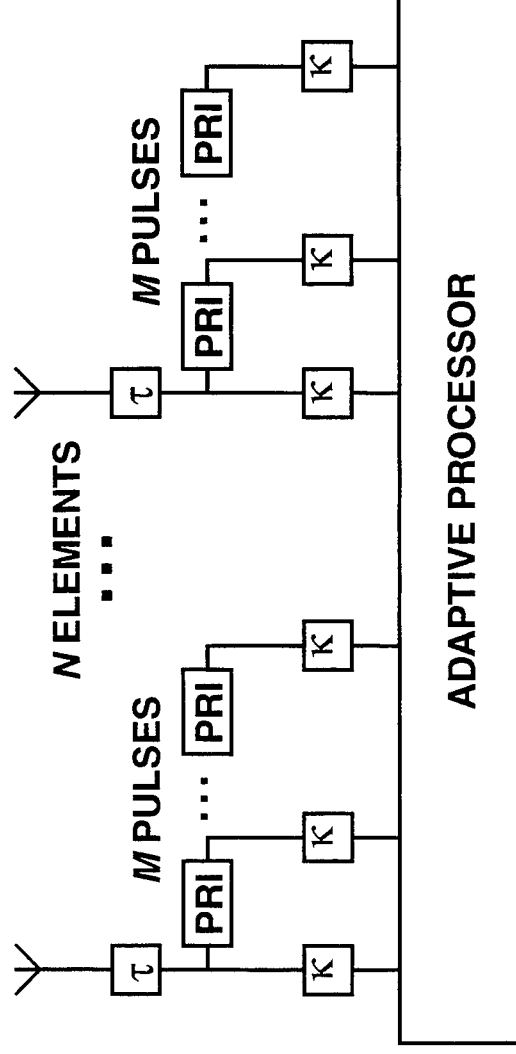 N ELEMENTS
...
M PULSES
M PULSES
τ
τ
PRI ... PRI
PRI ... PRI
κ κ κ
κ κ κ
ADAPTIVE PROCESSOR